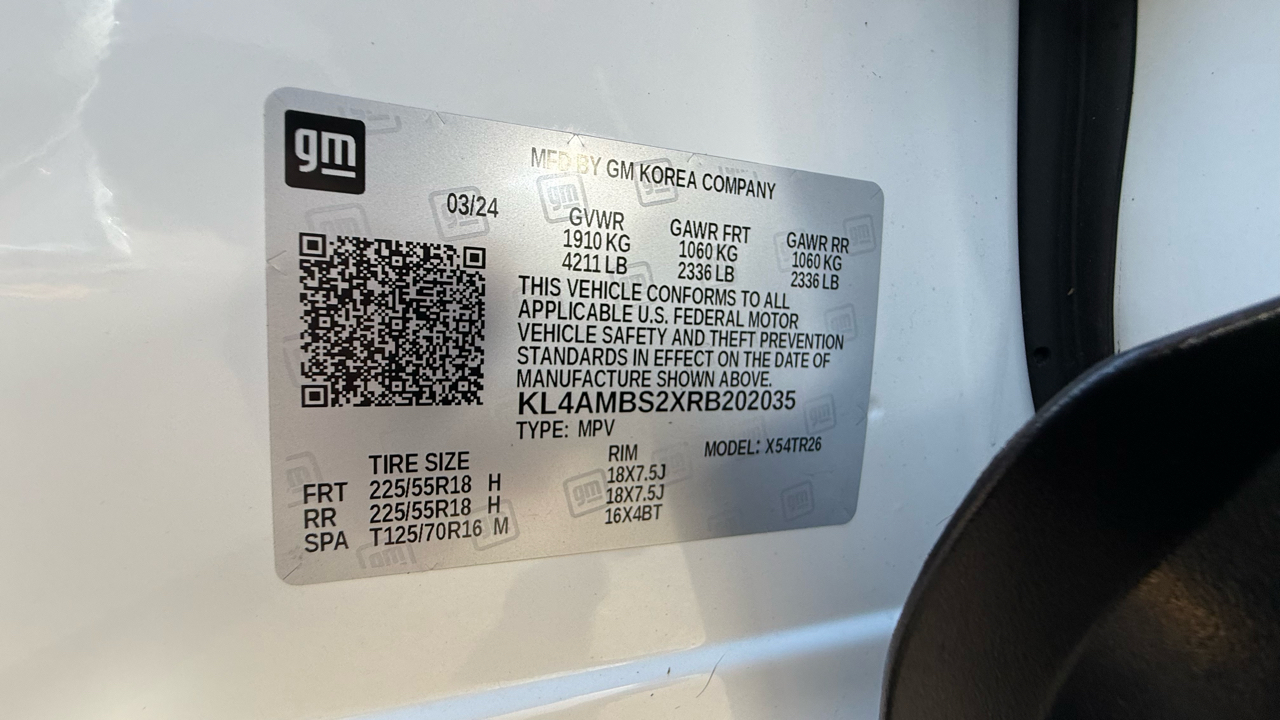 gm
MFD BY GM KOREA COMPANY
03/24
GVWR GAWR FRT GAWR RR
1910 KG 1060 KG 1060 KG
4211 LB 2336 LB 2336 LB
THIS VEHICLE CONFORMS TO ALL
APPLICABLE U.S. FEDERAL MOTOR
VEHICLE SAFETY AND THEFT PREVENTION
STANDARDS IN EFFECT ON THE DATE OF
MANUFACTURE SHOWN ABOVE.
KL4AMBS2XRB202035
TYPE: MPV MODEL: X54TR26
TIRE SIZE RIM
FRT 225/55R18 H 18X7.5J
RR 225/55R18 H 18X7.5J
SPA T125/70R16 M 16X4BT